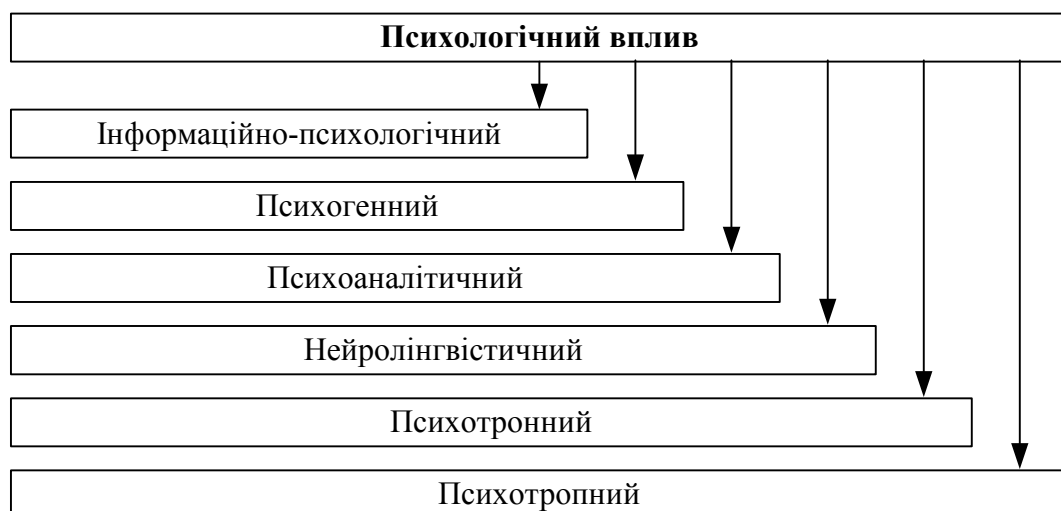 Психологічний вплив
Інформаційно-психологічний
Психогенний
Психоаналітичний
Нейролінгвістичний
Психотронний
Психотропний